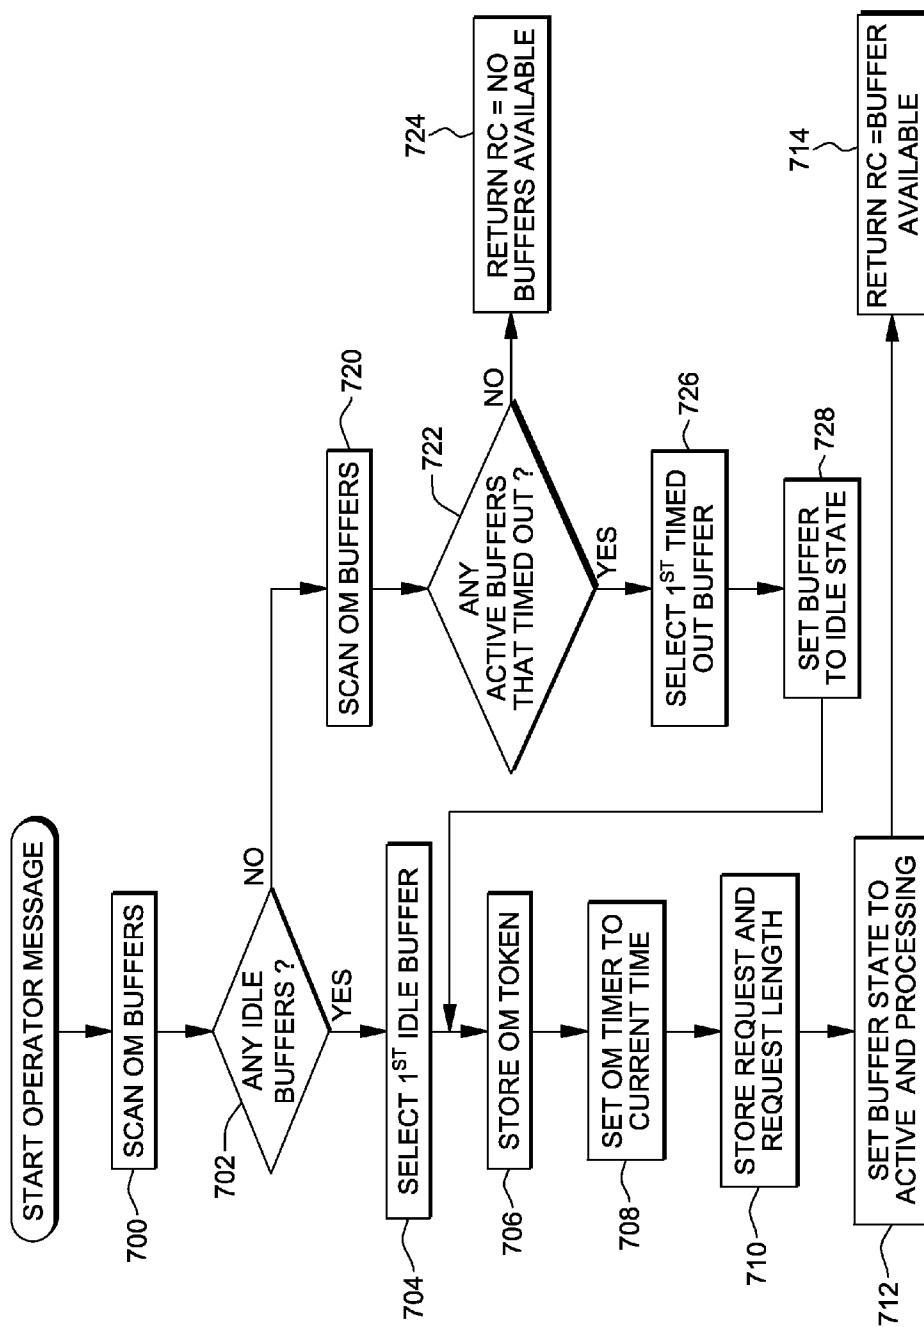 START OPERATOR MESSAGE
SCAN OM BUFFERS
700
ANY IDLE
BUFFERS ?
702
NO
YES
SELECT 1ST IDLE BUFFER
704
STORE OM TOKEN
706
SET OM TIMER TO
CURRENT TIME
708
STORE REQUEST AND
REQUEST LENGTH
710
SET BUFFER STATE TO
ACTIVE AND PROCESSING
712
RETURN RC =BUFFER
AVAILABLE
714
SCAN OM BUFFERS
720
ANY
ACTIVE BUFFERS
THAT TIMED OUT ?
722
NO
YES
RETURN RC = NO
BUFFERS AVAILABLE
724
SELECT 1ST TIMED
OUT BUFFER
726
SET BUFFER
TO IDLE STATE
728